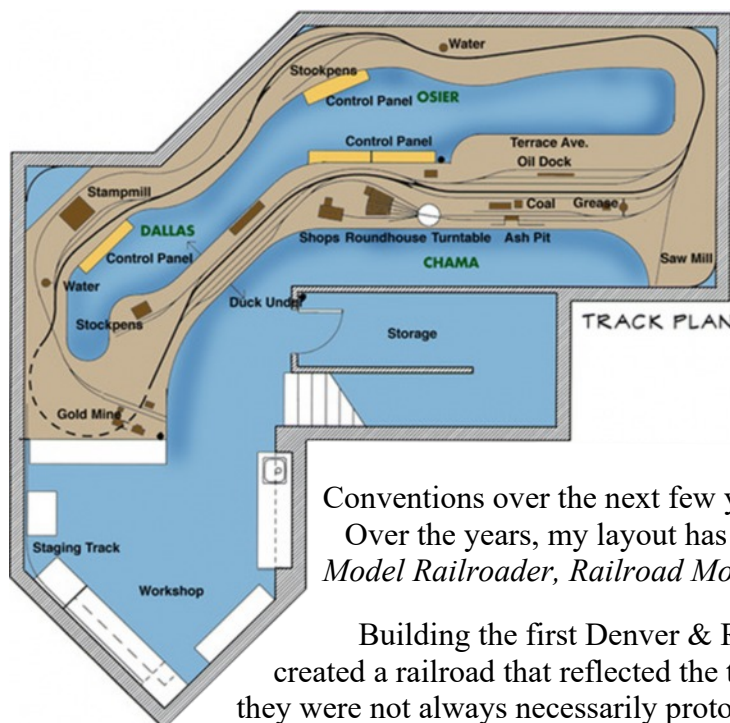 Water
Stockpens
Control Panel OSIER
Control Panel
Terrace Ave.
Oil Dock
Stampmill
Coal Grease
DALLAS
Shops Roundhouse Turntable Ash Pit
Control Panel
CHAMA
Saw Mill
Water
Duck Under
Stockpens
Storage
TRACK PLAN
Gold Mine
Conventions over the next few y
Over the years, my layout has
Staging Track
Model Railroader, Railroad Mo
Workshop
Building the first Denver & R
created a railroad that reflected the t
they were not always necessarily proto